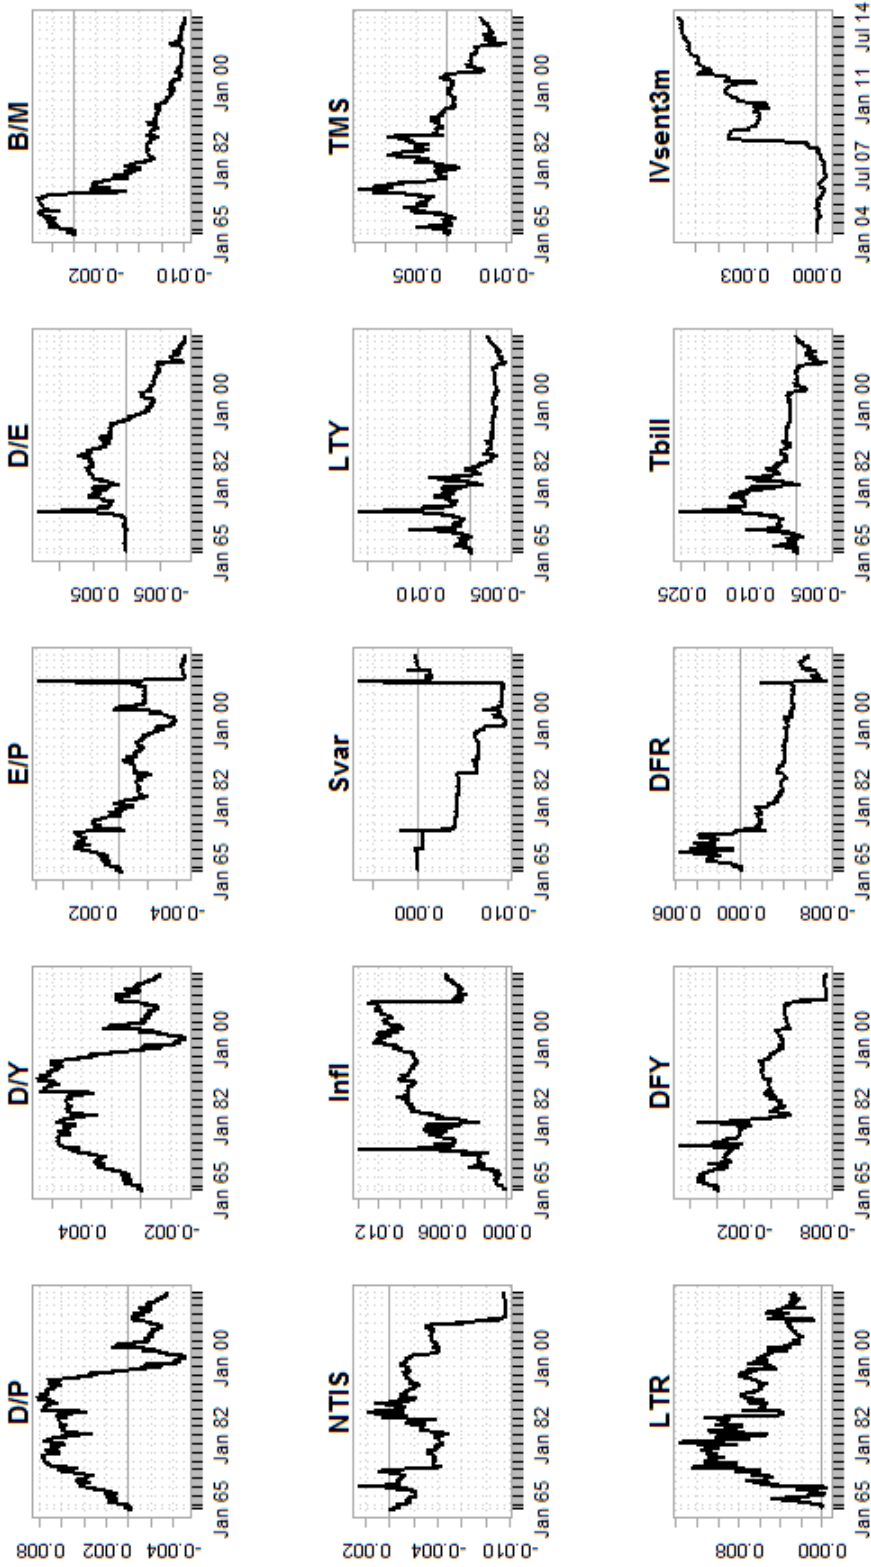 D/P
0.008
0.002
-0.004
Jan 65 Jan 82 Jan 00
D/Y
0.004
-0.002
Jan 65 Jan 82 Jan 00
E/P
0.002
-0.004
Jan 65 Jan 82 Jan 00
D/E
0.005
-0.005
Jan 65 Jan 82 Jan 00
B/M
-0.002
-0.010
Jan 65 Jan 82 Jan 00
NTIS
0.002
-0.004
-0.010
Jan 65 Jan 82 Jan 00
Infl
0.012
0.006
0.000
Jan 65 Jan 82 Jan 00
Svar
0.000
-0.010
Jan 65 Jan 82 Jan 00
LTY
0.010
-0.005
Jan 65 Jan 82 Jan 00
TMS
0.005
-0.010
Jan 65 Jan 82 Jan 00
LTR
0.008
0.000
Jan 65 Jan 82 Jan 00
DFY
-0.002
-0.008
Jan 65 Jan 82 Jan 00
DFR
0.006
0.000
-0.008
Jan 65 Jan 82 Jan 00
Tbill
0.025
0.010
-0.005
Jan 65 Jan 82 Jan 00
IVsent3m
0.003
0.000
Jan 04 Jul 07 Jan 11 Jul 14